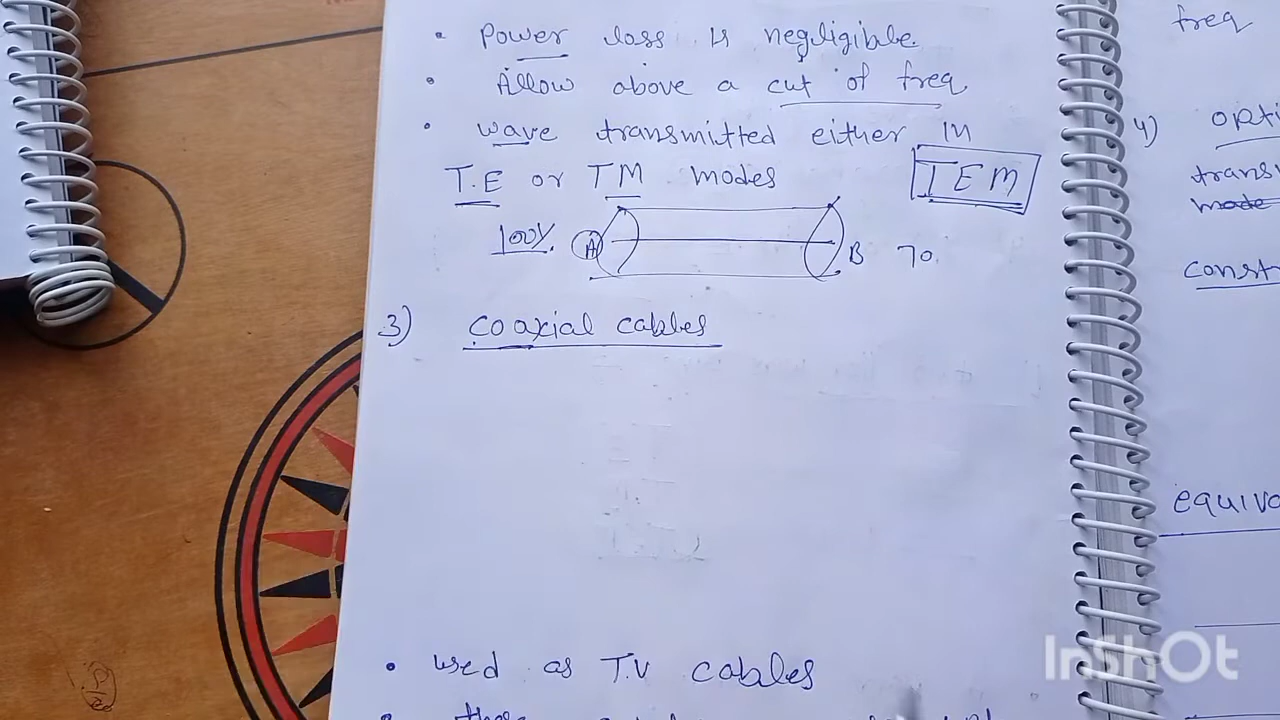 • Power loss is negligible
• Allow above a cut of freq
• wave transmitted either in
T.E or TM modes TEM
100%. A B 70
3) coaxial cables
• used as T.V cables
freq
4) opti
trans
mode
const
equiva
InShOt